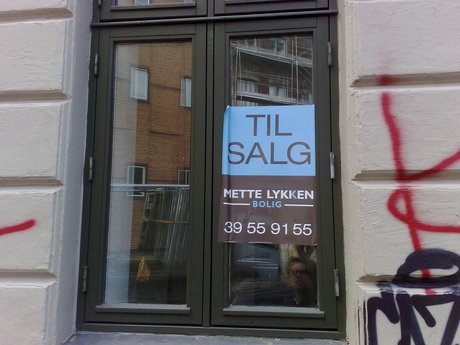 TIL
SALG
METTE LYKKEN
BOLIG
39 55 91 55